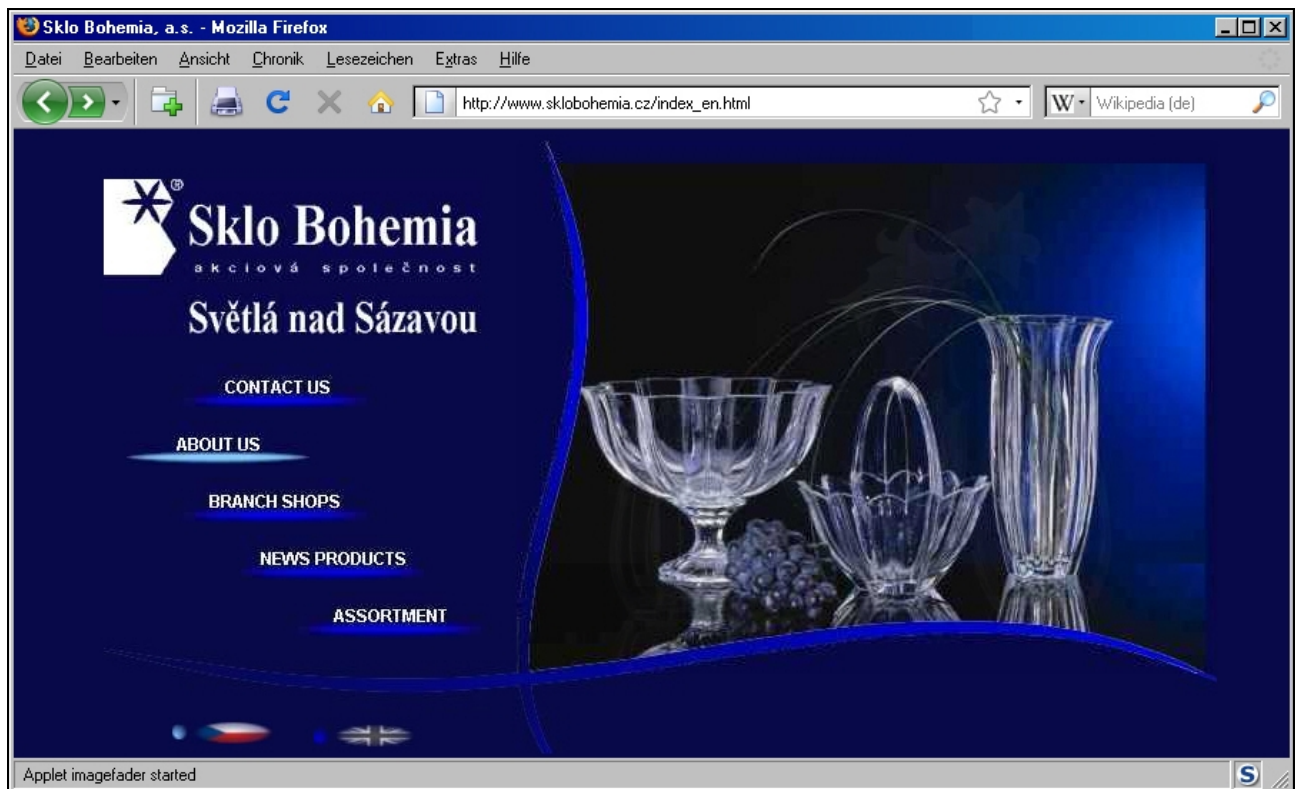 Sklo Bohemia, a.s. - Mozilla Firefox
Datei Bearbeiten Ansicht Chronik Lesezeichen Extras Hilfe
http://www.sklobohemia.cz/index_en.html W Wikipedia (de)
®
Sklo Bohemia
akciová společnost
Světlá nad Sázavou
CONTACT US
ABOUT US
BRANCH SHOPS
NEWS PRODUCTS
ASSORTMENT
Applet imagefader started S